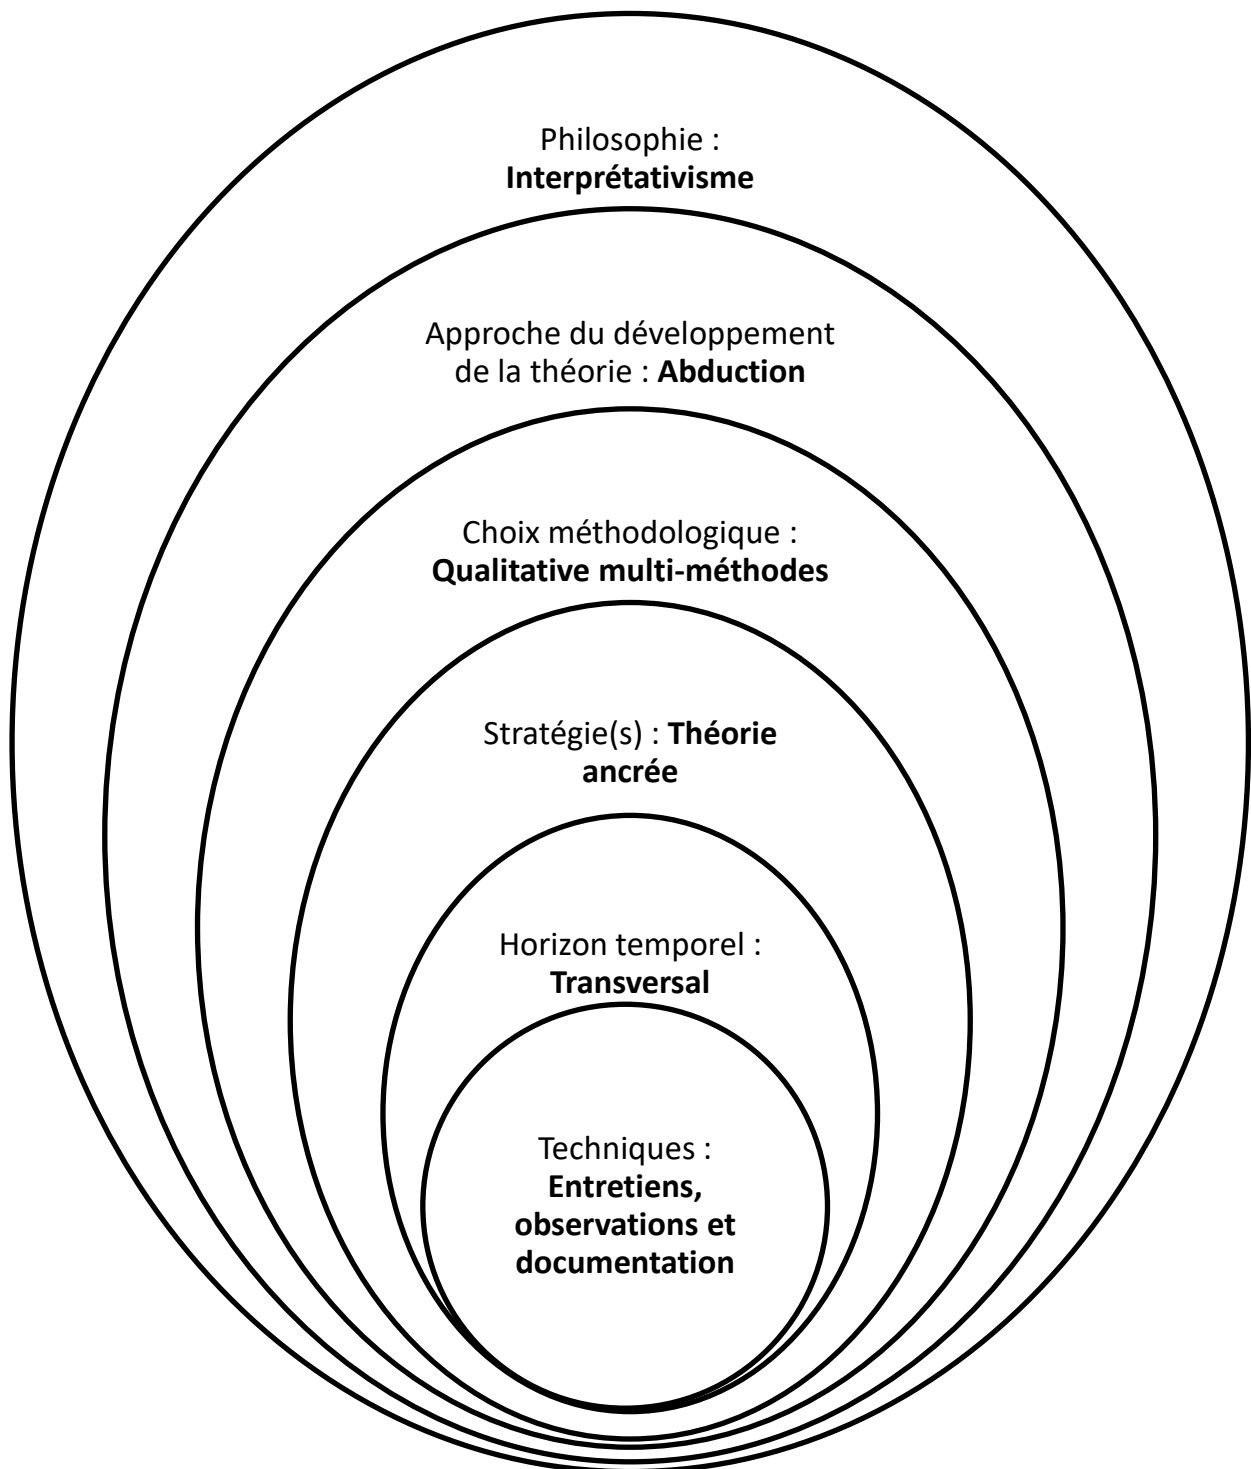 Philosophie :
Interprétativisme
Approche du développement
de la théorie : Abduction
Choix méthodologique :
Qualitative multi-méthodes
Stratégie(s) : Théorie
ancrée
Horizon temporel :
Transversal
Techniques :
Entretiens,
observations et
documentation